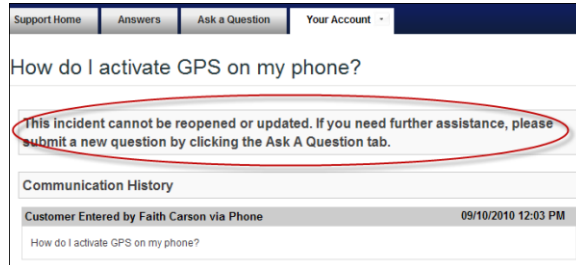 Support Home Answers Ask a Question Your Account
How do I activate GPS on my phone?
This incident cannot be reopened or updated. If you need further assistance, please
submit a new question by clicking the Ask A Question tab.
Communication History
Customer Entered by Faith Carson via Phone 09/10/2010 12:03 PM
How do I activate GPS on my phone?